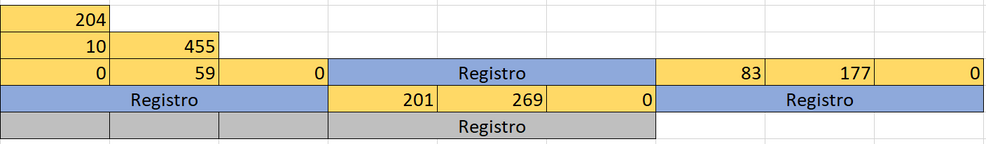 204
10 455
0 59 0 Registro 83 177 0
Registro 201 269 0 Registro
Registro